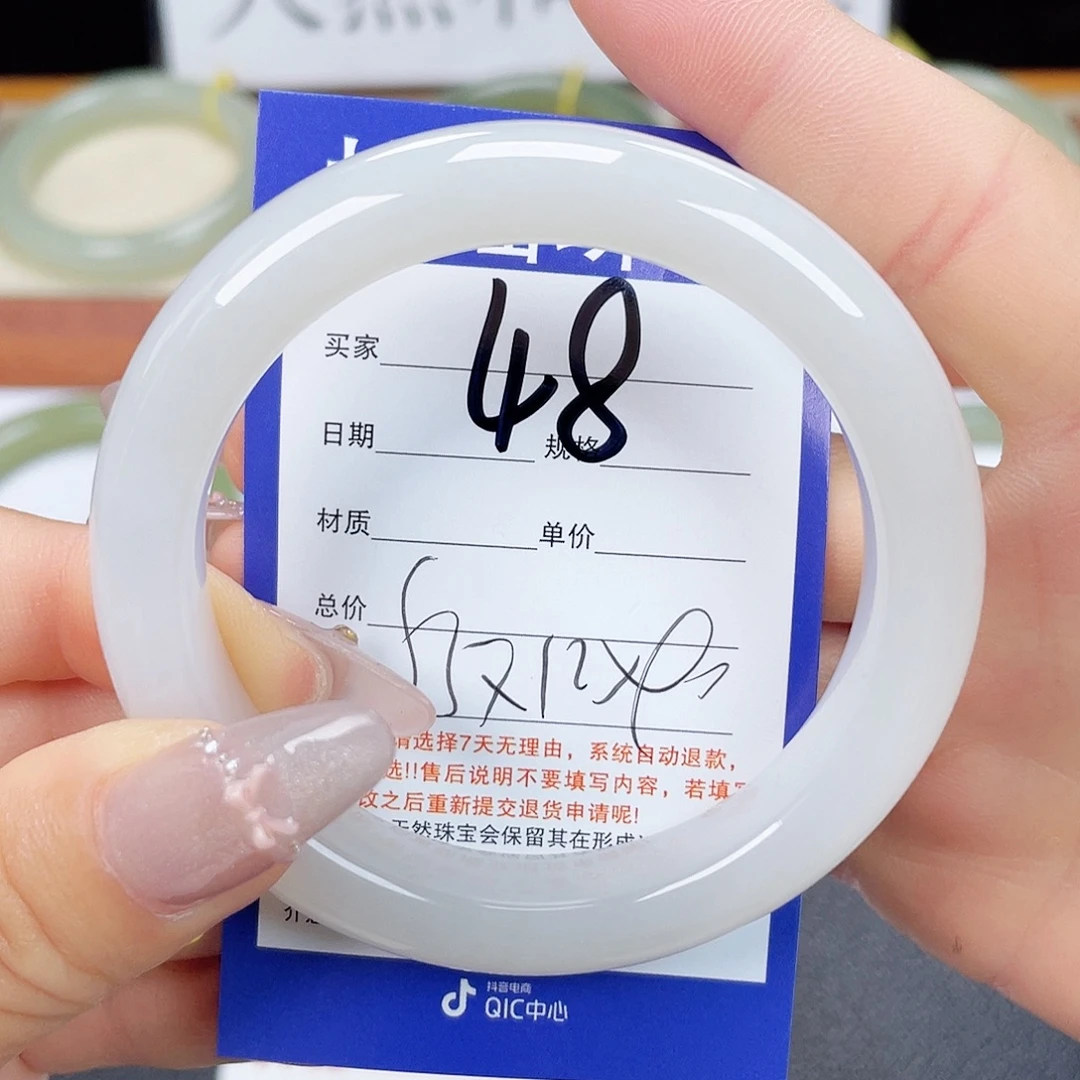 48
买家
日期 规格
材质 单价
总价
请选择7天无理由，系统自动退款，
选!!售后说明不要填写内容，若填写
改之后重新提交退货申请呢!
天然珠宝会保留其在形成
抖音电商
QIC中心